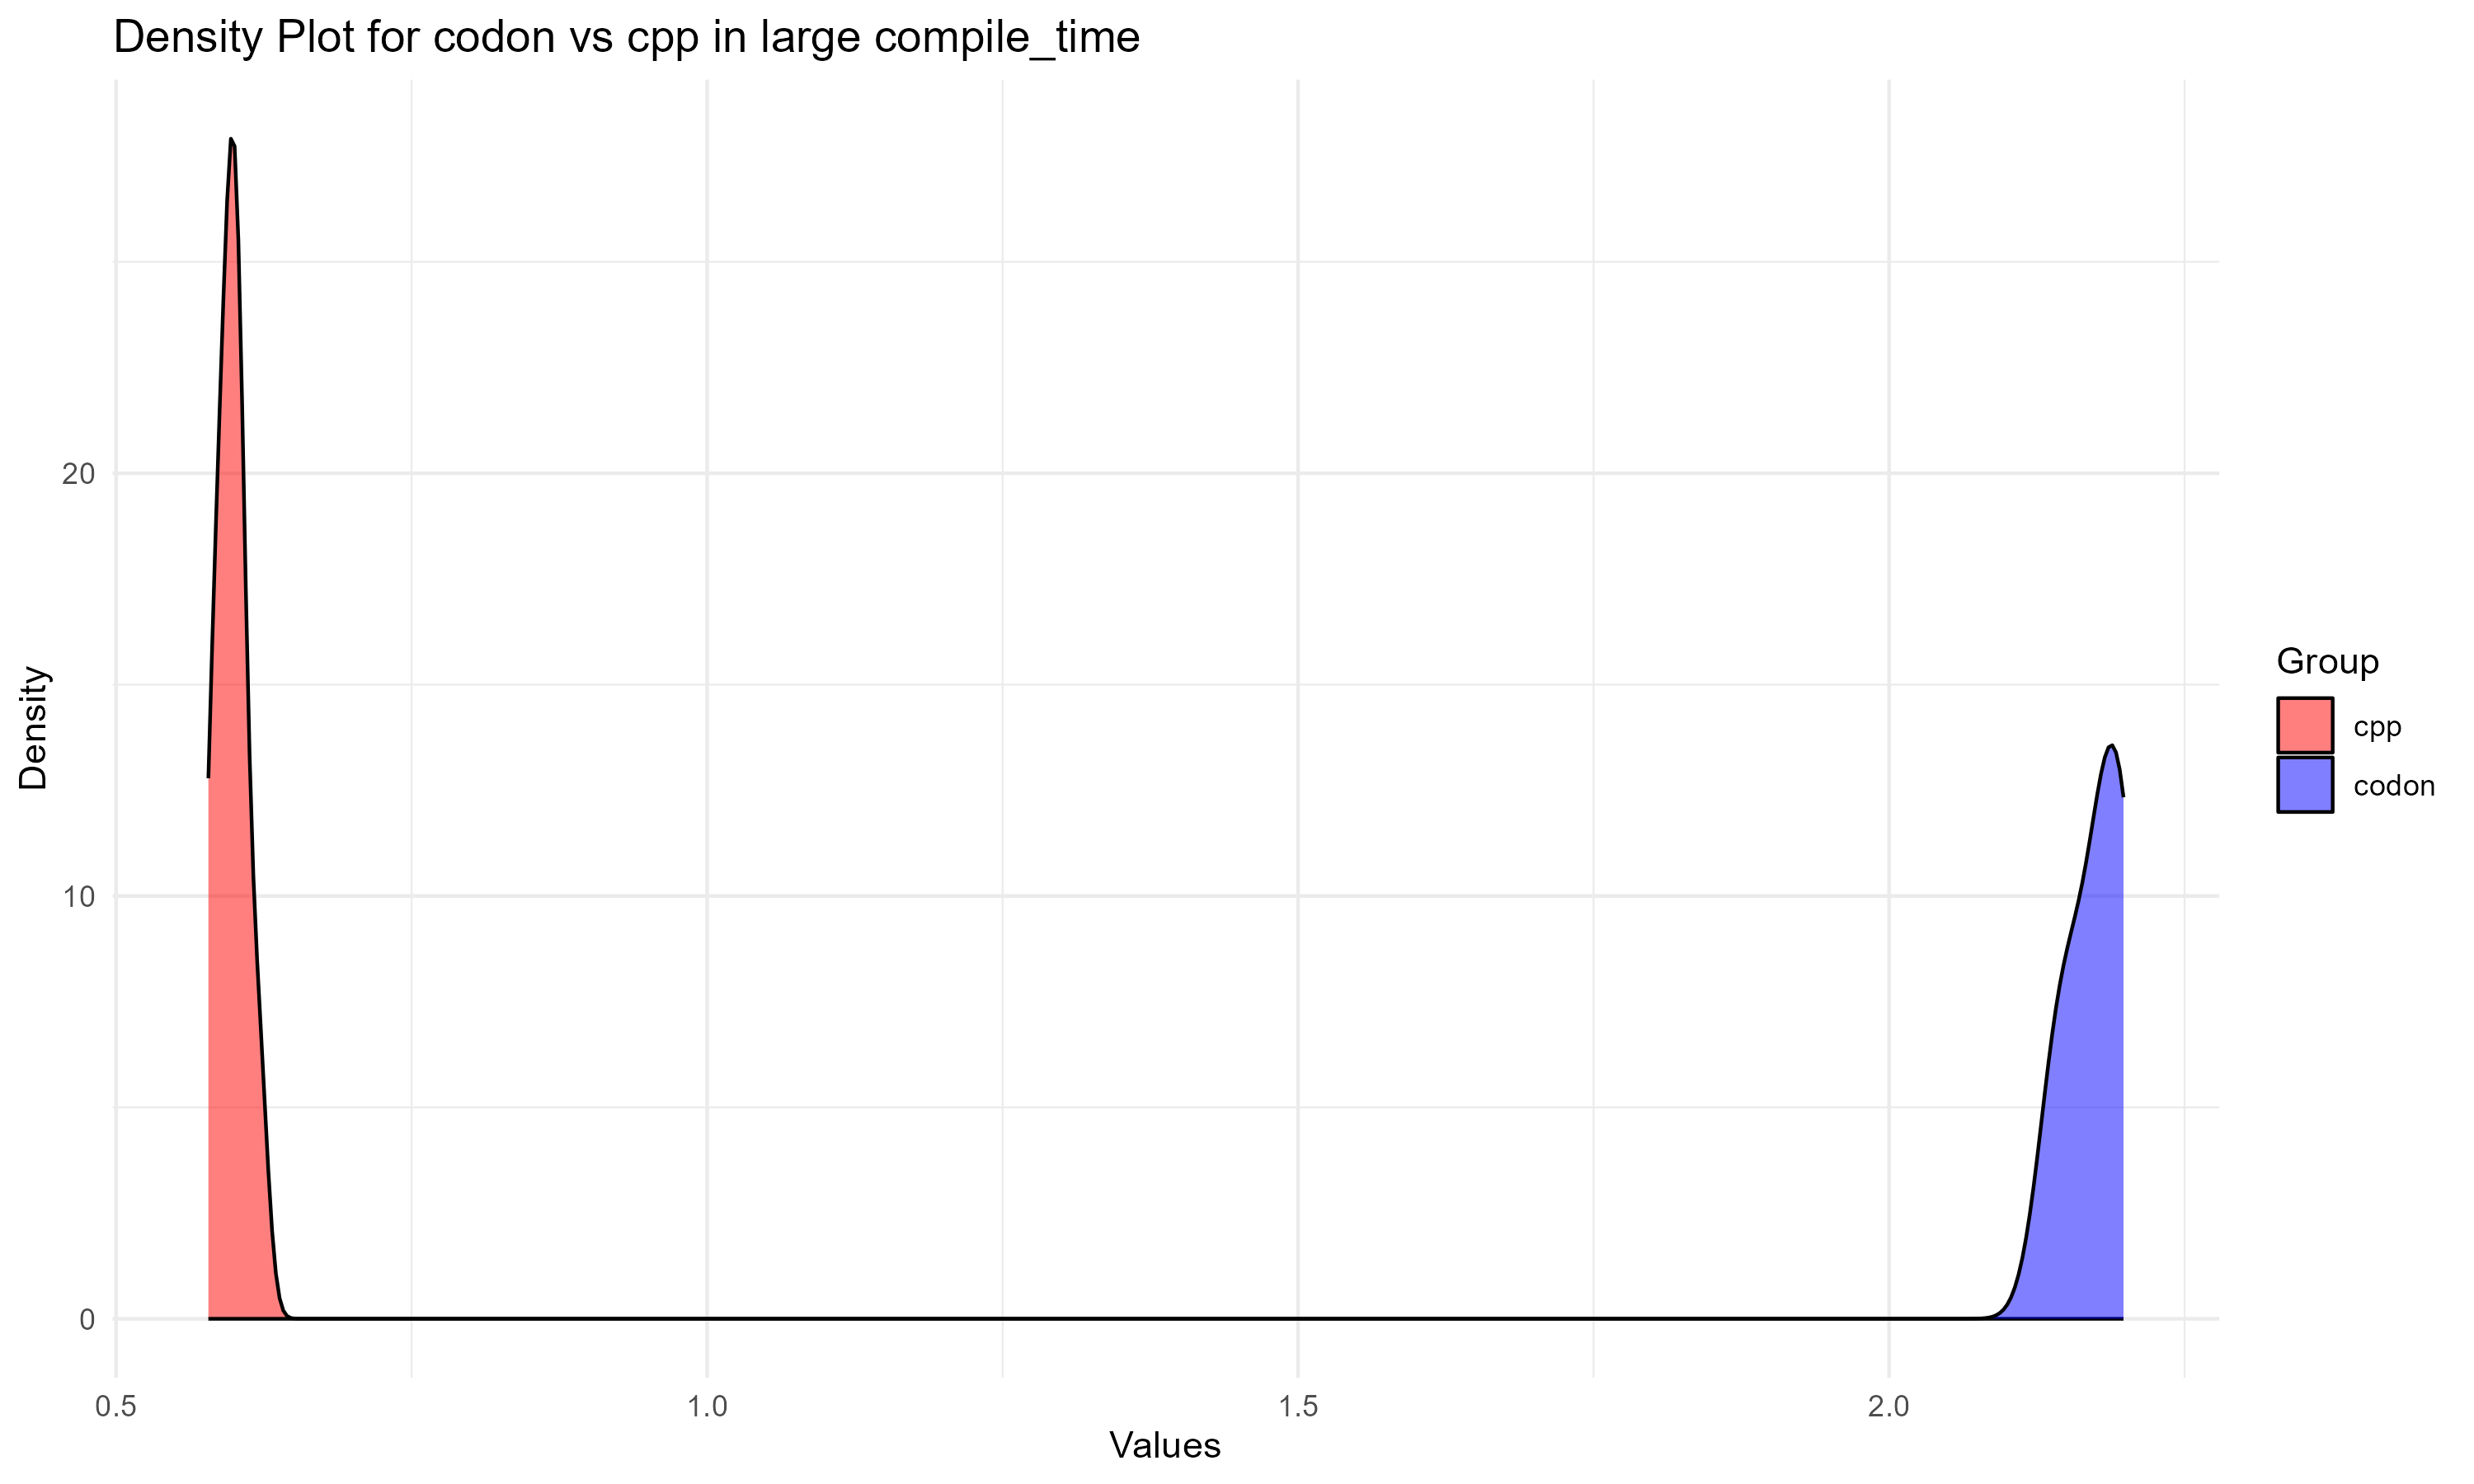 Density Plot for codon vs cpp in large compile_time
Density
20
10
0
0.5
1.0
1.5
2.0
Values
Group
cpp
codon